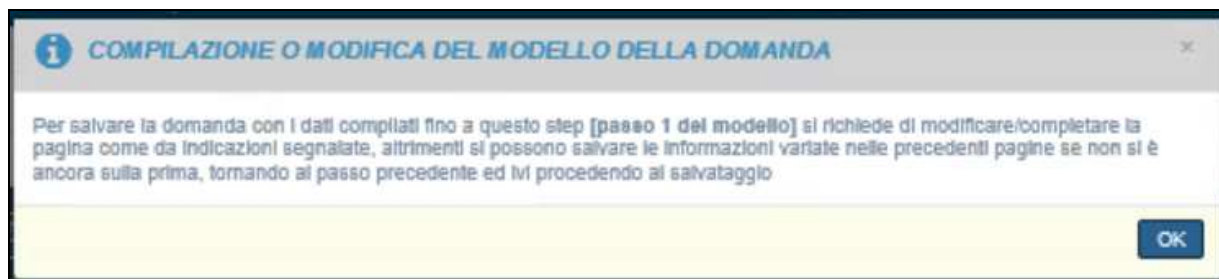 COMPILAZIONE O MODIFICA DEL MODELLO DELLA DOMANDA
Per salvare la domanda con i dati compilati fino a questo step [passo 1 del modello] si richiede di modificare/completare la
pagina come da indicazioni segnalate, altrimenti si possono salvare le informazioni variate nelle precedenti pagine se non si è
ancora sulla prima, tornando al passo precedente ed ivi procedendo al salvataggio
OK